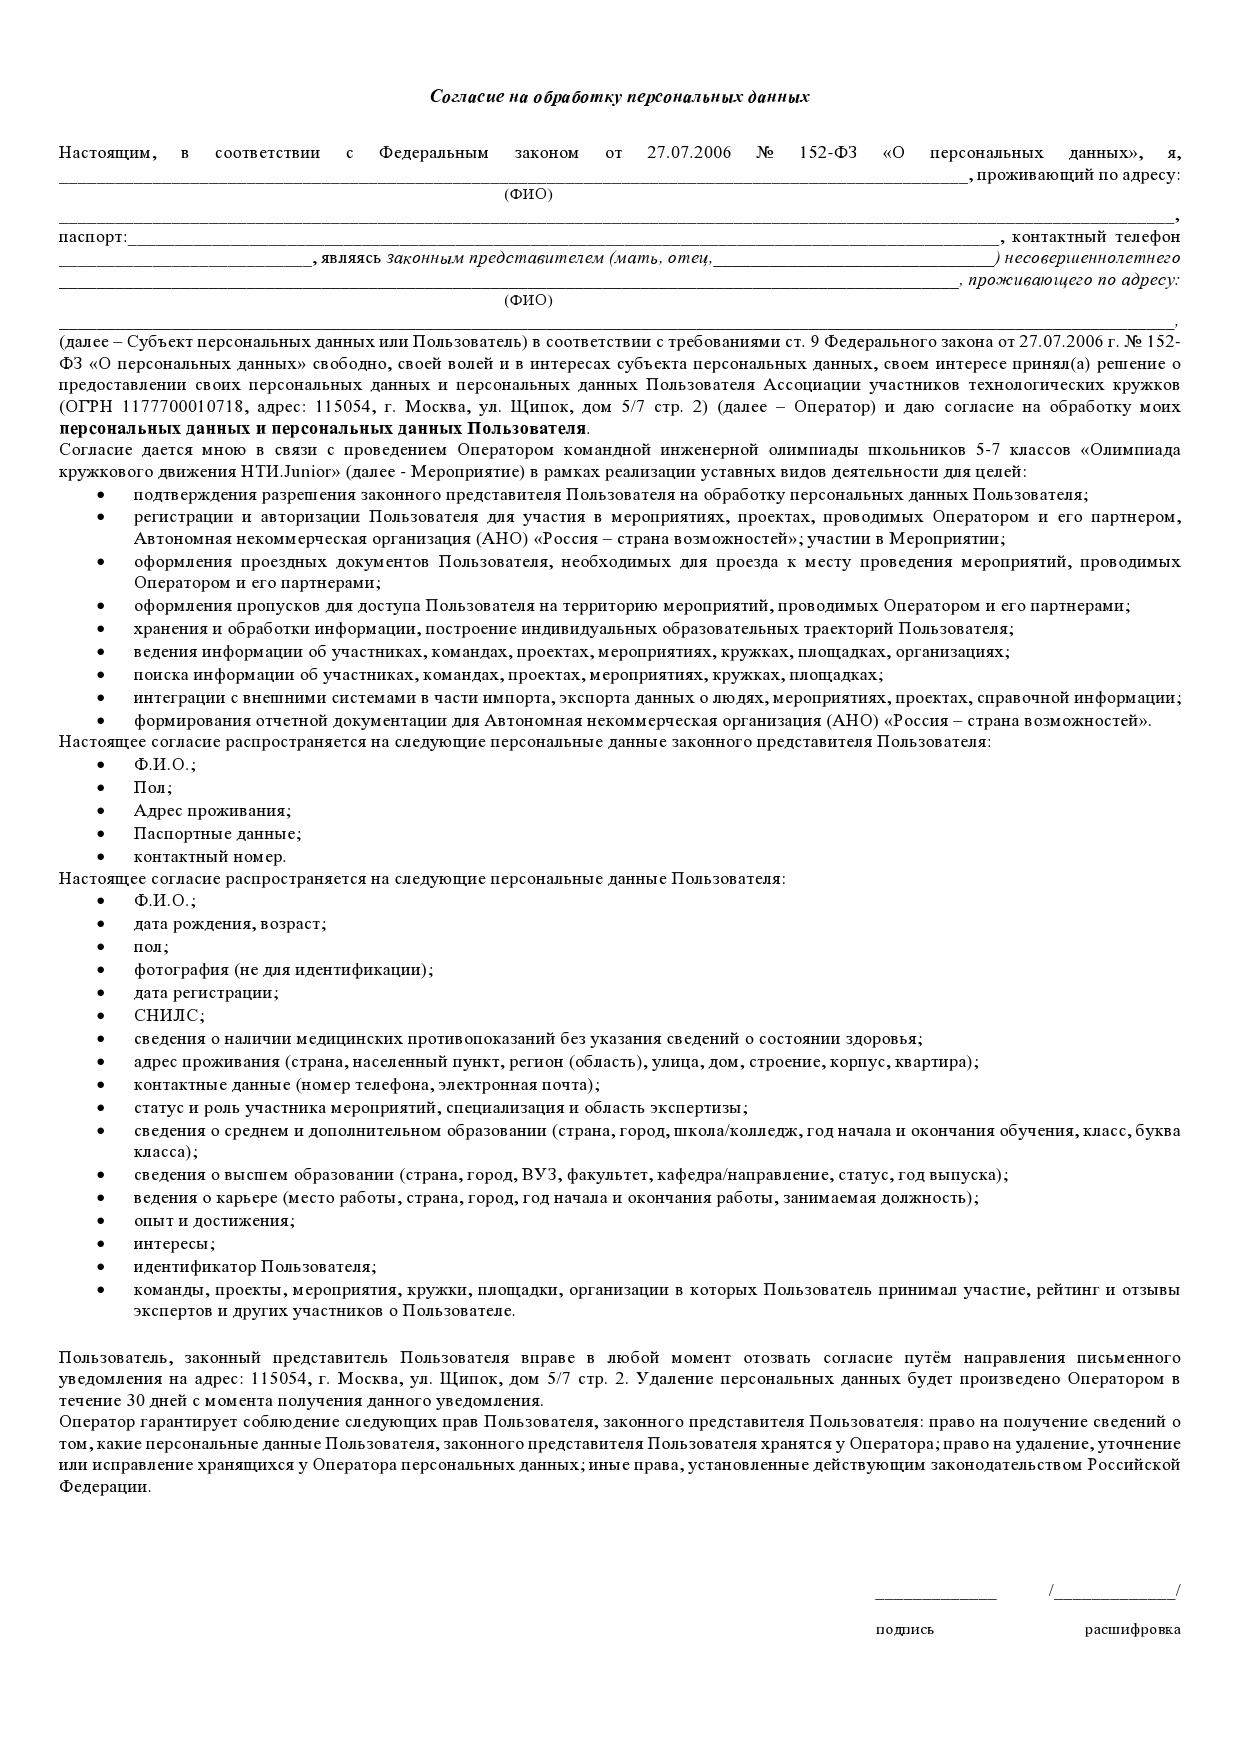 Согласие на обработку персональных данных
Настоящим, в соответствии с Федеральным законом от 27.07.2006 № 152-ФЗ «О персональных данных», я,
____________________, проживающий по адресу:
(ФИО)
____________________,
паспорт:____________________, контактный телефон
____________________, являясь законным представителем (мать, отец,____________________) несовершеннолетнего
____________________, проживающего по адресу:
(ФИО)
____________________,
(далее – Субъект персональных данных или Пользователь) в соответствии с требованиями ст. 9 Федерального закона от 27.07.2006 г. № 152-
ФЗ «О персональных данных» свободно, своей волей и в интересах субъекта персональных данных, своем интересе принял(а) решение о
предоставлении своих персональных данных и персональных данных Пользователя Ассоциации участников технологических кружков
(ОГРН 1177700010718, адрес: 115054, г. Москва, ул. Щипок, дом 5/7 стр. 2) (далее – Оператор) и даю согласие на обработку моих
персональных данных и персональных данных Пользователя.
Согласие дается мною в связи с проведением Оператором командной инженерной олимпиады школьников 5-7 классов «Олимпиада
кружкового движения НТИ.Junior» (далее - Мероприятие) в рамках реализации уставных видов деятельности для целей:
• подтверждения разрешения законного представителя Пользователя на обработку персональных данных Пользователя;
• регистрации и авторизации Пользователя для участия в мероприятиях, проектах, проводимых Оператором и его партнером,
Автономная некоммерческая организация (АНО) «Россия – страна возможностей»; участии в Мероприятии;
• оформления проездных документов Пользователя, необходимых для проезда к месту проведения мероприятий, проводимых
Оператором и его партнерами;
• оформления пропусков для доступа Пользователя на территорию мероприятий, проводимых Оператором и его партнерами;
• хранения и обработки информации, построение индивидуальных образовательных траекторий Пользователя;
• ведения информации об участниках, командах, проектах, мероприятиях, кружках, площадках, организациях;
• поиска информации об участниках, командах, проектах, мероприятиях, кружках, площадках;
• интеграции с внешними системами в части импорта, экспорта данных о людях, мероприятиях, проектах, справочной информации;
• формирования отчетной документации для Автономная некоммерческая организация (АНО) «Россия – страна возможностей».
Настоящее согласие распространяется на следующие персональные данные законного представителя Пользователя:
• Ф.И.О.;
• Пол;
• Адрес проживания;
• Паспортные данные;
• контактный номер.
Настоящее согласие распространяется на следующие персональные данные Пользователя:
• Ф.И.О.;
• дата рождения, возраст;
• пол;
• фотография (не для идентификации);
• дата регистрации;
• СНИЛС;
• сведения о наличии медицинских противопоказаний без указания сведений о состоянии здоровья;
• адрес проживания (страна, населенный пункт, регион (область), улица, дом, строение, корпус, квартира);
• контактные данные (номер телефона, электронная почта);
• статус и роль участника мероприятий, специализация и область экспертизы;
• сведения о среднем и дополнительном образовании (страна, город, школа/колледж, год начала и окончания обучения, класс, буква
класса);
• сведения о высшем образовании (страна, город, ВУЗ, факультет, кафедра/направление, статус, год выпуска);
• ведения о карьере (место работы, страна, город, год начала и окончания работы, занимаемая должность);
• опыт и достижения;
• интересы;
• идентификатор Пользователя;
• команды, проекты, мероприятия, кружки, площадки, организации в которых Пользователь принимал участие, рейтинг и отзывы
экспертов и других участников о Пользователе.
Пользователь, законный представитель Пользователя вправе в любой момент отозвать согласие путём направления письменного
уведомления на адрес: 115054, г. Москва, ул. Щипок, дом 5/7 стр. 2. Удаление персональных данных будет произведено Оператором в
течение 30 дней с момента получения данного уведомления.
Оператор гарантирует соблюдение следующих прав Пользователя, законного представителя Пользователя: право на получение сведений о
том, какие персональные данные Пользователя, законного представителя Пользователя хранятся у Оператора; право на удаление, уточнение
или исправление хранящихся у Оператора персональных данных; иные права, установленные действующим законодательством Российской
Федерации.
_____________ /_____________/
подпись расшифровка